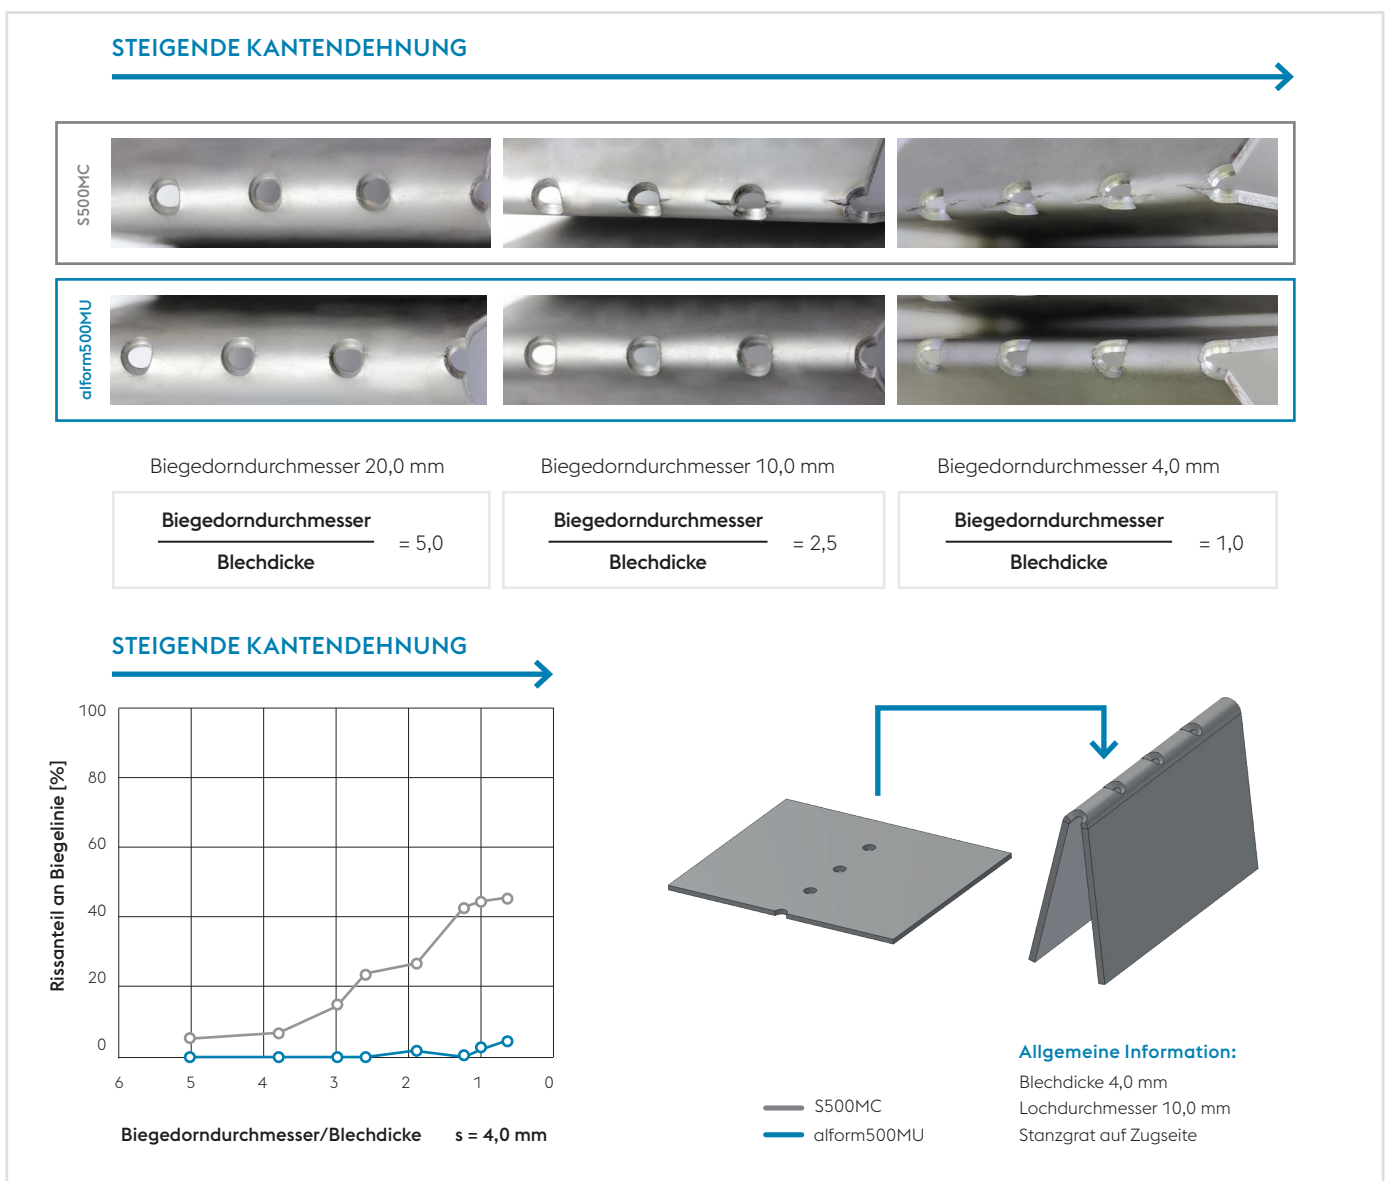 STEIGENDE KANTENDEHNUNG
S500MC
alform500MU
Biegedorndurchmesser 20,0 mm
Biegedorndurchmesser 10,0 mm
Biegedorndurchmesser 4,0 mm
Biegedorndurchmesser
Blechdicke
= 5,0
Biegedorndurchmesser
Blechdicke
= 2,5
Biegedorndurchmesser
Blechdicke
= 1,0
STEIGENDE KANTENDEHNUNG
Rissanteil an Biegelinie [%]
100
80
60
40
20
0
6 5 4 3 2 1 0
Biegedorndurchmesser/Blechdicke s = 4,0 mm
S500MC
alform500MU
Allgemeine Information:
Blechdicke 4,0 mm
Lochdurchmesser 10,0 mm
Stanzgrat auf Zugseite